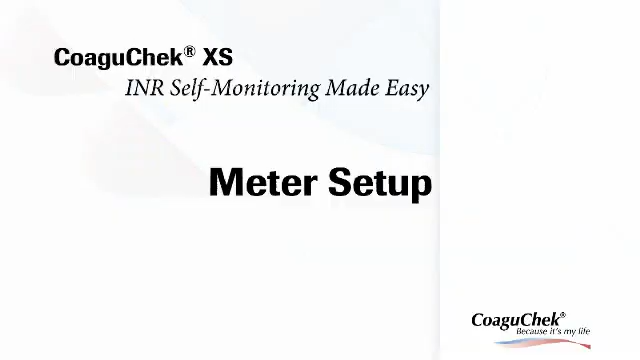 CoaguChek® XS
INR Self-Monitoring Made Easy
Meter Setup
CoaguChek®
Because it's my life